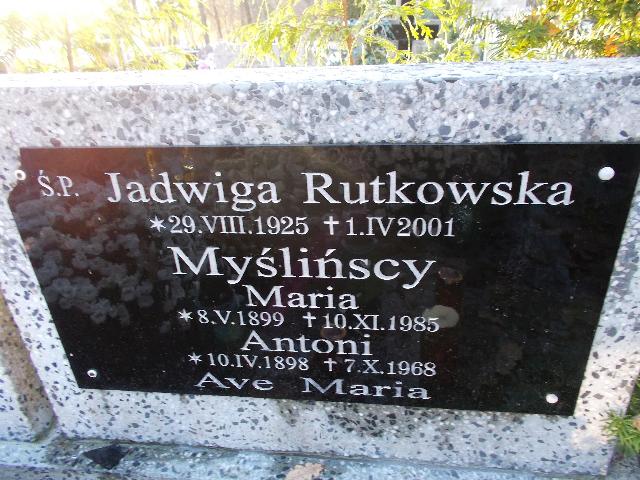 Ś.P. Jadwiga Rutkowska
*29.VIII.1925 †1.IV2001
Myślińscy
Maria
*8.V.1899 †10.XI.1985
Antoni
*10.IV.1898 †7.X.1968
Ave Maria